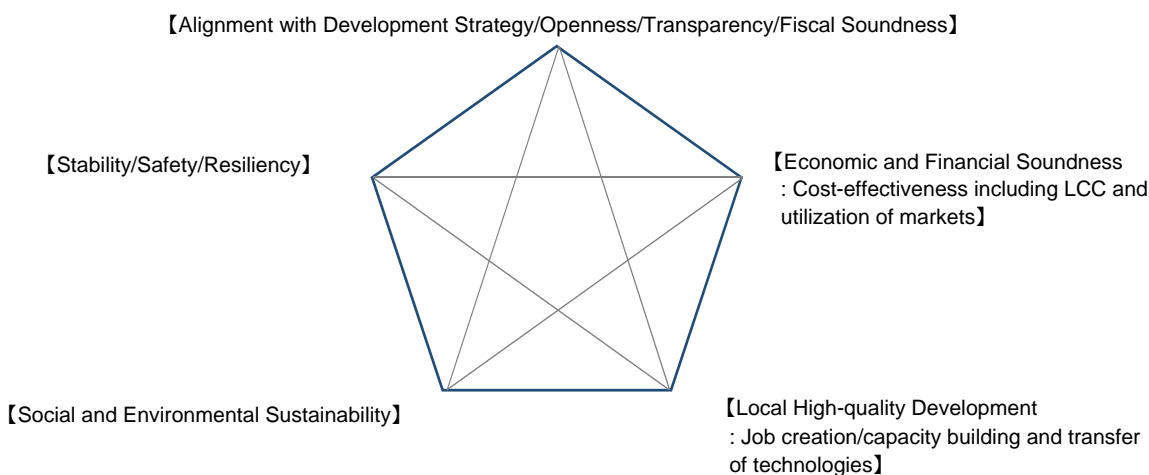 【Alignment with Development Strategy/Openness/Transparency/Fiscal Soundness】
【Stability/Safety/Resiliency】
【Economic and Financial Soundness
: Cost-effectiveness including LCC and
utilization of markets】
【Social and Environmental Sustainability】
【Local High-quality Development
: Job creation/capacity building and transfer
of technologies】